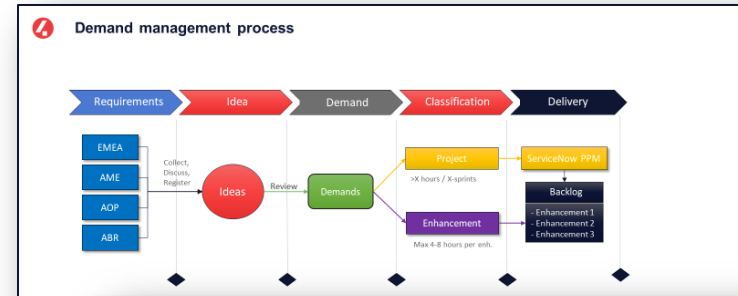 Demand management process
Requirements
Idea
Demand
Classification
Delivery
EMEA
AME
AOP
ABR
Collect,
Discuss,
Register
Ideas
Review
Demands
Project
>X hours / X-sprints
Enhancement
Max 4-8 hours per enh.
ServiceNow PPM
Backlog
- Enhancement 1
- Enhancement 2
- Enhancement 3